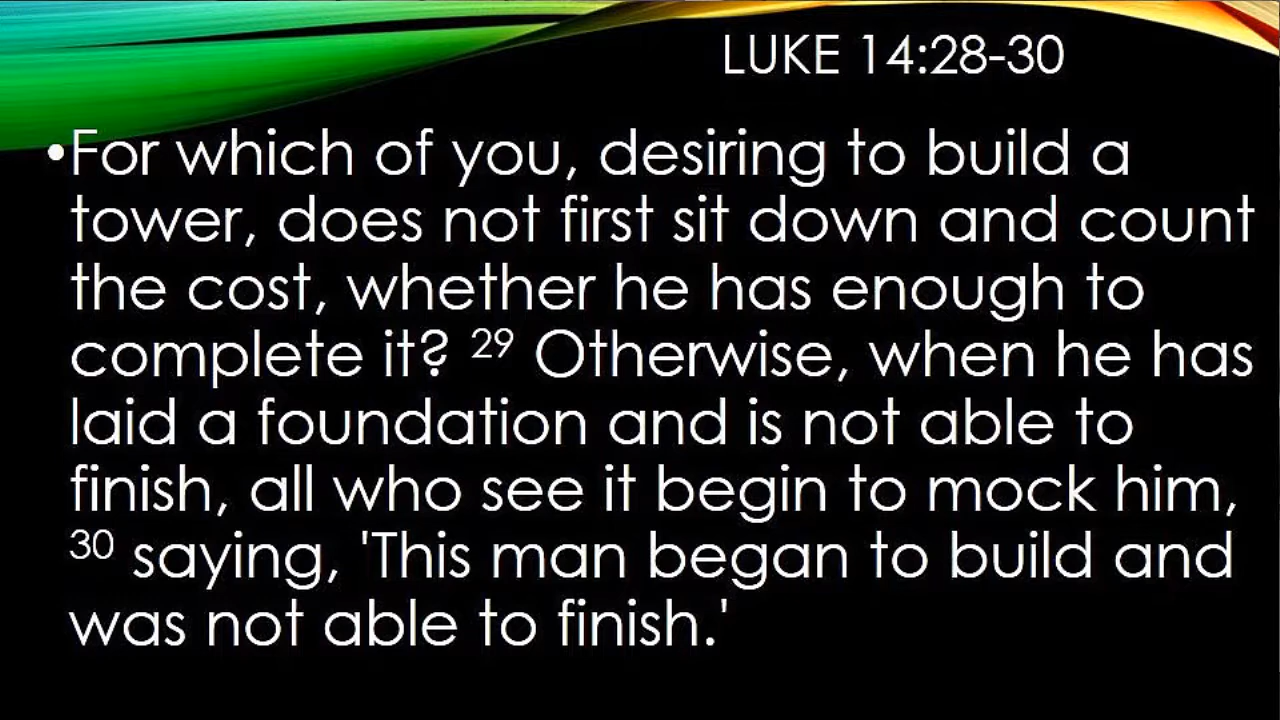 LUKE 14:28-30
•For which of you, desiring to build a
tower, does not first sit down and count
the cost, whether he has enough to
complete it? 29 Otherwise, when he has
laid a foundation and is not able to
finish, all who see it begin to mock him,
30 saying, 'This man began to build and
was not able to finish.'